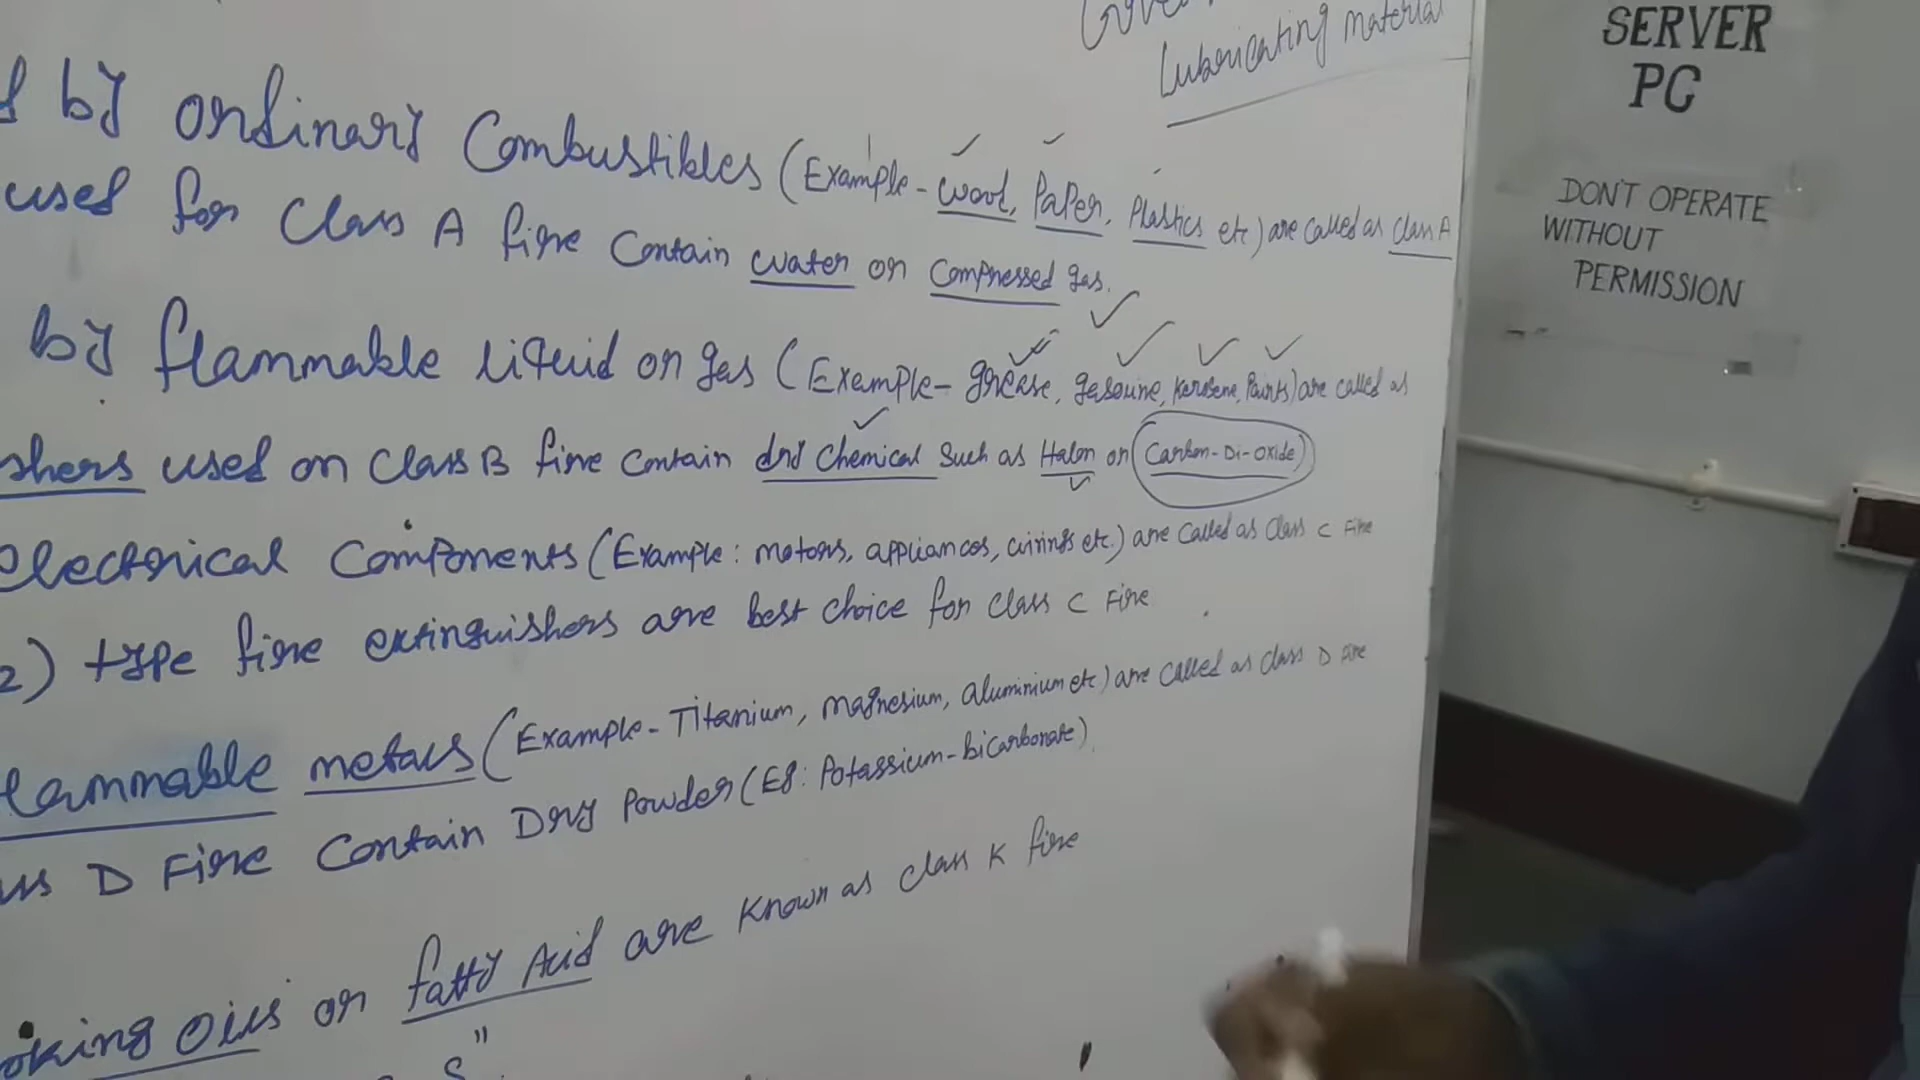 Lubricating material
by ordinary Combustibles (Example- wood, Paper, Plastics etc) are called as class A
used for Class A fire Contain water or Compressed gas.
by flammable liquid or gas (Example- grease, gasoline, Kerosene, Paints) are called as
shers used on Class B fire Contain dry Chemical Such as Halon or Carbon-Di-oxide)
electrical Components (Example: motors, appliances, wirings etc.) are called as Class C Fire
2) type fire extinguishers are best choice for Class C Fire
lammable metals (Example- Titanium, magnesium, aluminium etc) are called as class D fire
ass D Fire Contain Dry Powder (Eg: Potassium-bicarbonate)
oking oils or fatty Acid are Known as class K fire
S"
SERVER
PC
DON'T OPERATE
WITHOUT
PERMISSION